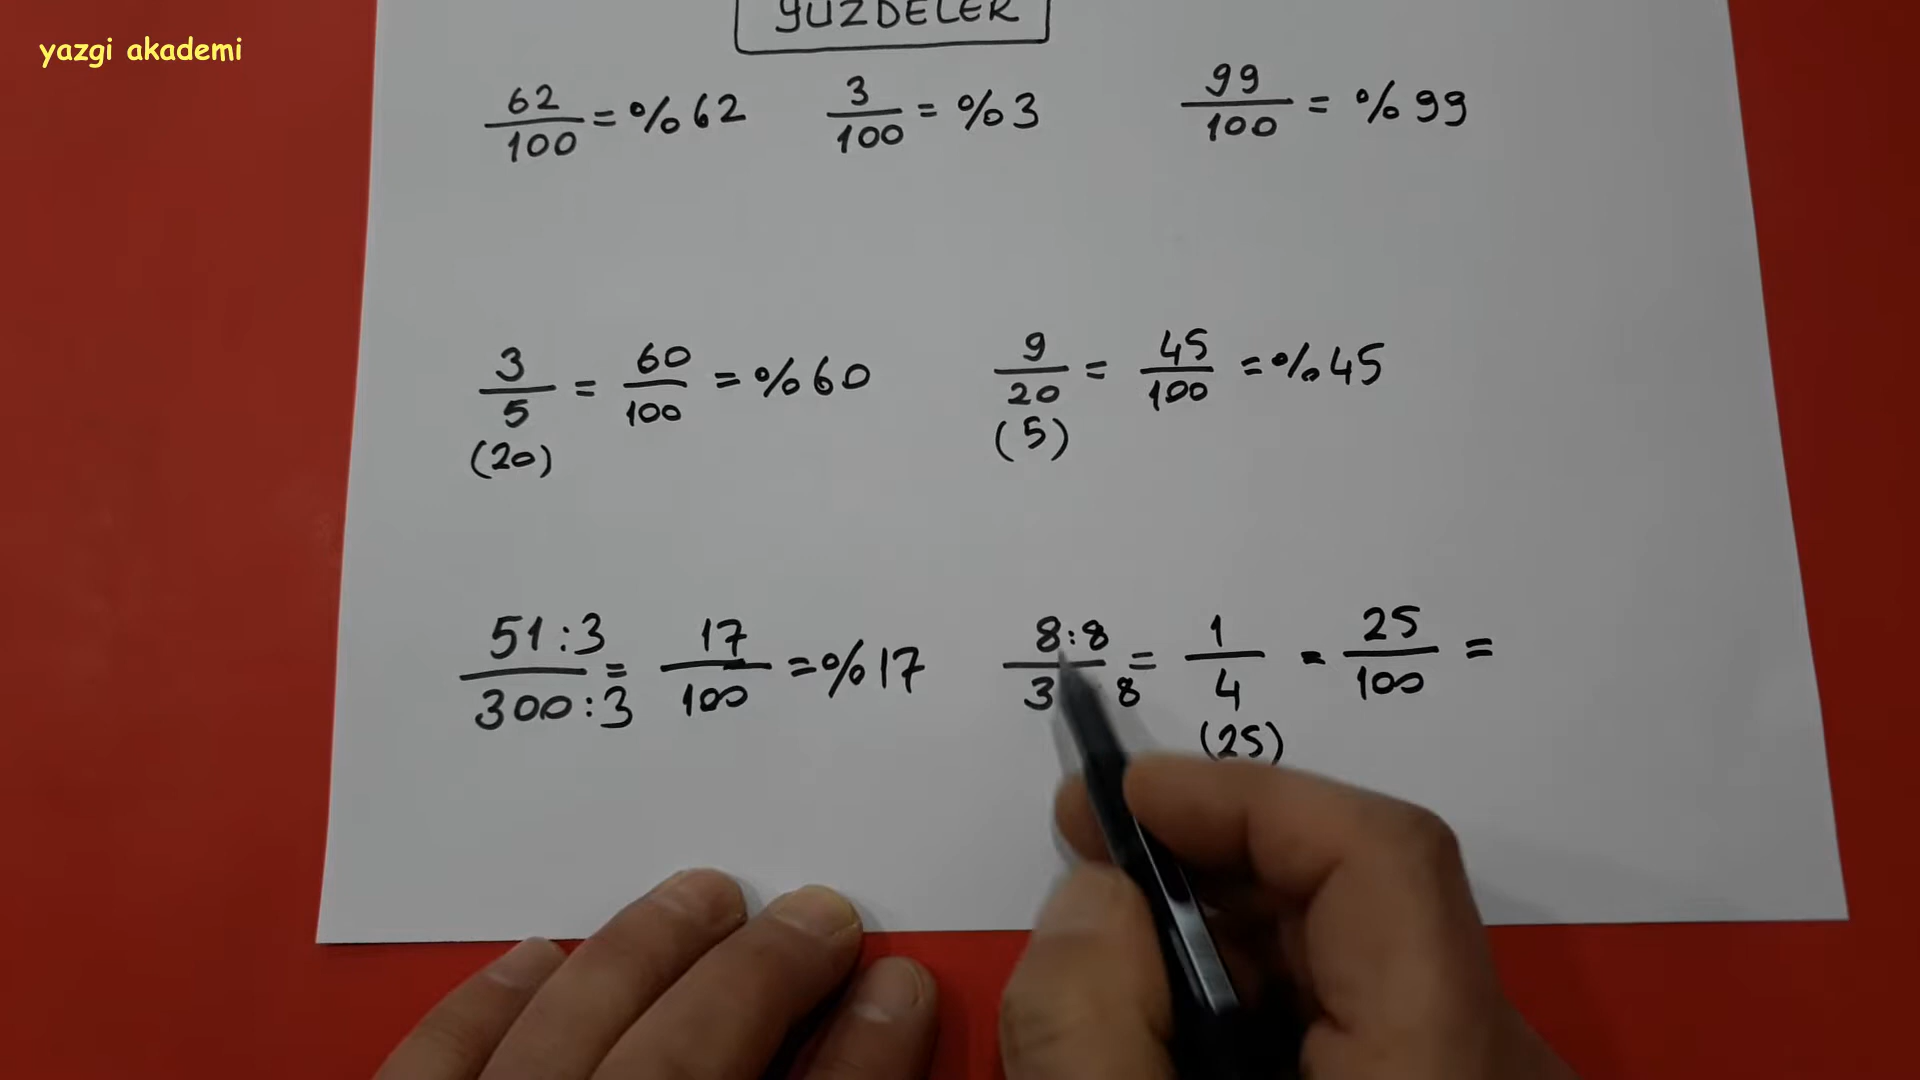 yazgi akademi
YÜZDELER
62/100 = %62 3/100 = %3 99/100 = %99
3/5 (20) = 60/100 = %60 9/20 (5) = 45/100 = %45
51:3/300:3 = 17/100 = %17 8:8/3 8 = 1/4 (25) = 25/100 =